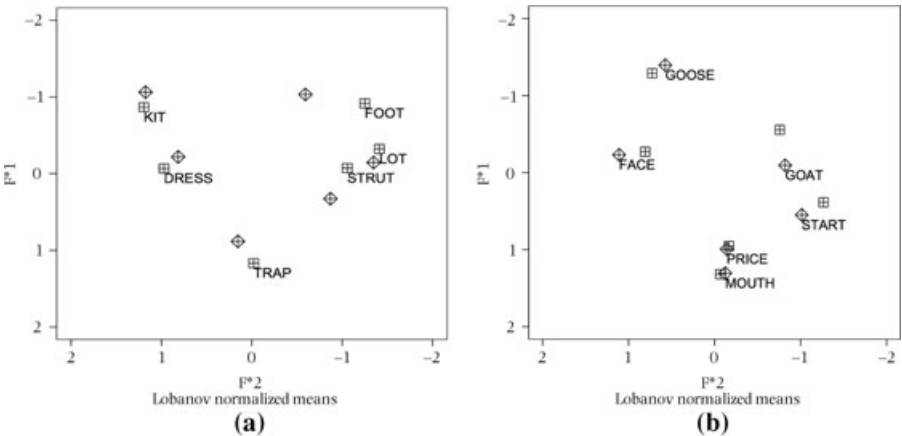 −2
−1
0
1
2
F*1
KIT
FOOT
LOT
DRESS
STRUT
TRAP
2 1 0 −1 −2
F*2
Lobanov normalized means
(a)
−2
−1
0
1
2
F*1
GOOSE
FACE
GOAT
START
PRICE
MOUTH
2 1 0 −1 −2
F*2
Lobanov normalized means
(b)